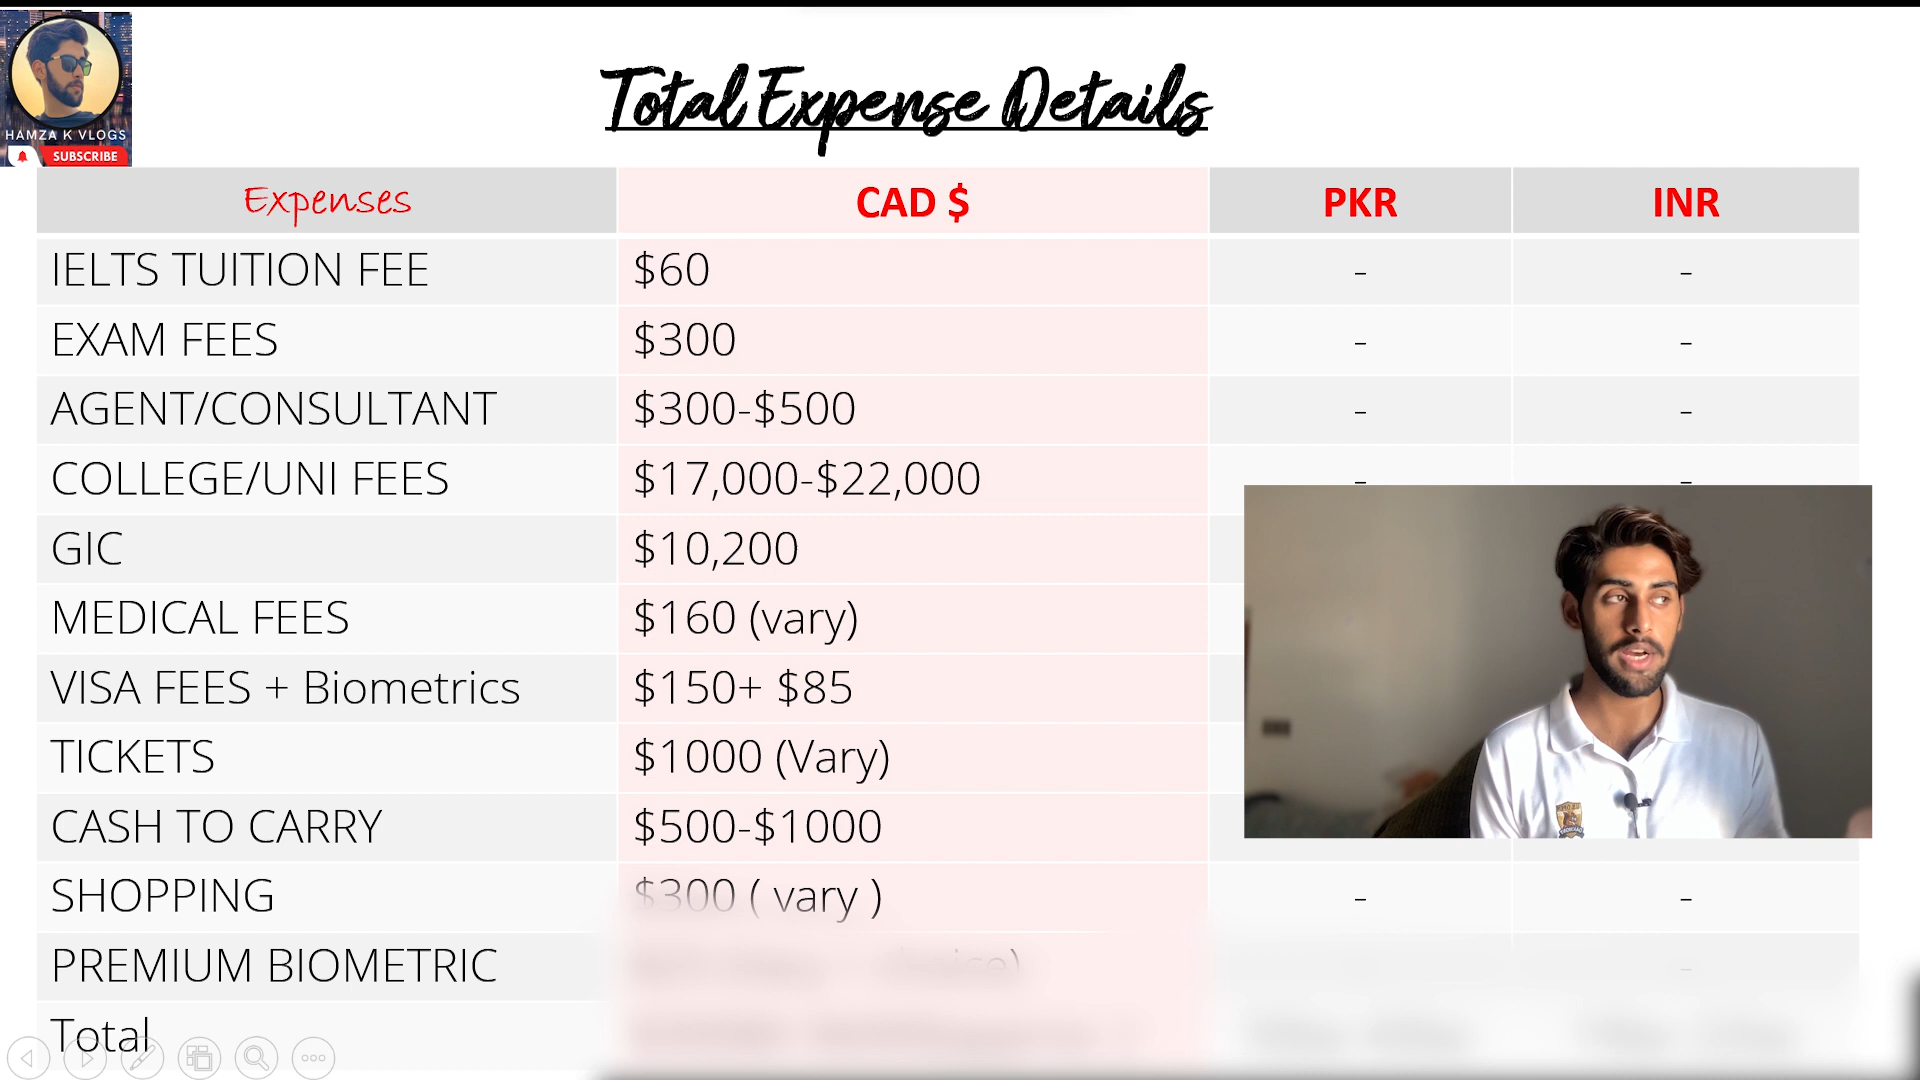 HAMZA K VLOGS
SUBSCRIBE
Total Expense Details
Expenses CAD $ PKR INR
IELTS TUITION FEE $60 - -
EXAM FEES $300 - -
AGENT/CONSULTANT $300-$500 - -
COLLEGE/UNI FEES $17,000-$22,000 - -
GIC $10,200
MEDICAL FEES $160 (vary)
VISA FEES + Biometrics $150+ $85
TICKETS $1000 (Vary)
CASH TO CARRY $500-$1000
SHOPPING $300 ( vary ) - -
PREMIUM BIOMETRIC -
Total